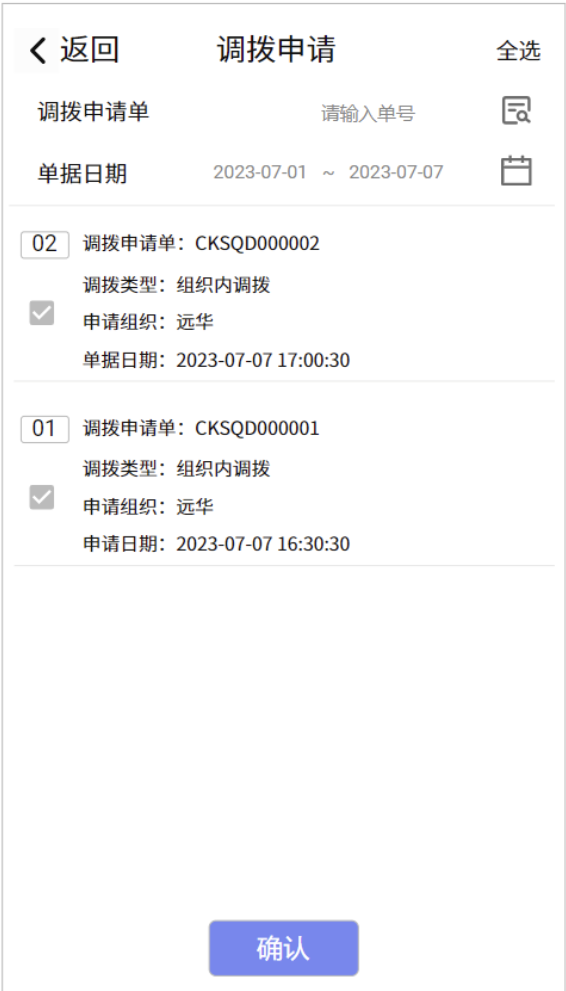 返回 调拨申请 全选
调拨申请单 请输入单号
单据日期 2023-07-01 ~ 2023-07-07
02 调拨申请单：CKSQD000002
调拨类型：组织内调拨
申请组织：远华
单据日期：2023-07-07 17:00:30
01 调拨申请单：CKSQD000001
调拨类型：组织内调拨
申请组织：远华
申请日期：2023-07-07 16:30:30
确认